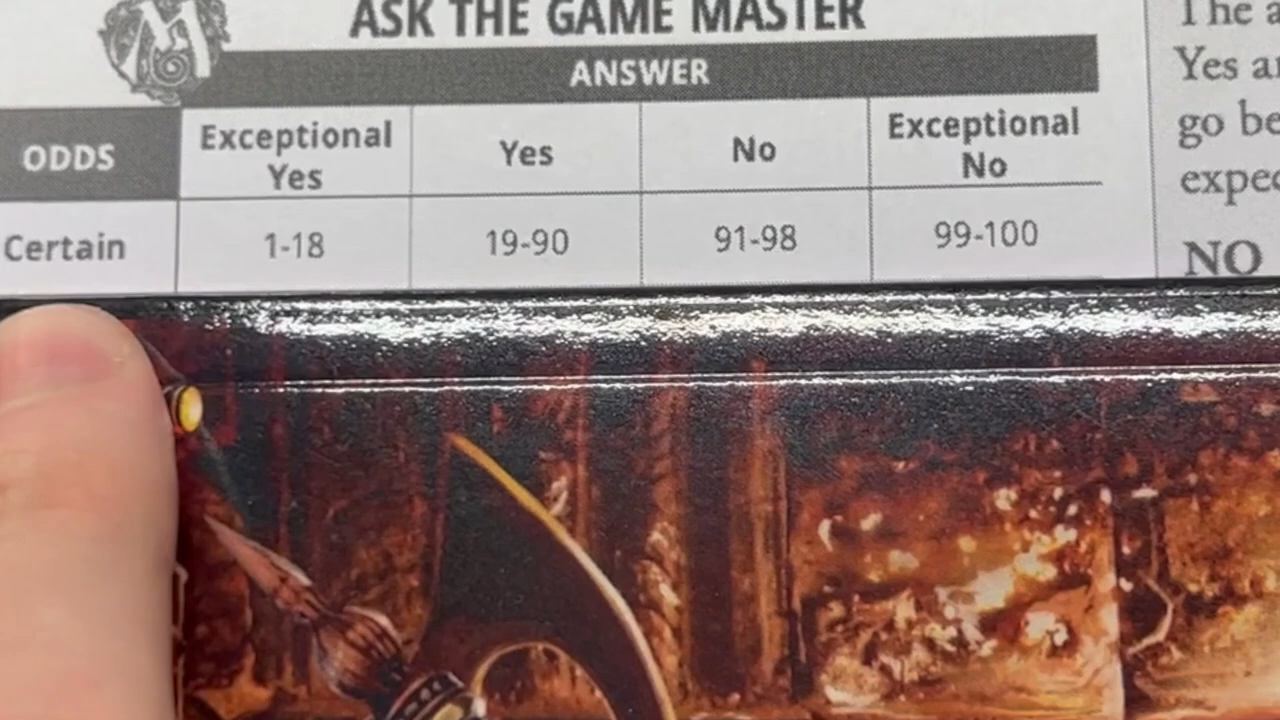 ASK THE GAME MASTER
ANSWER
ODDS
Exceptional Yes
Yes
No
Exceptional No
Certain
1-18
19-90
91-98
99-100
The
Yes
go be
NO